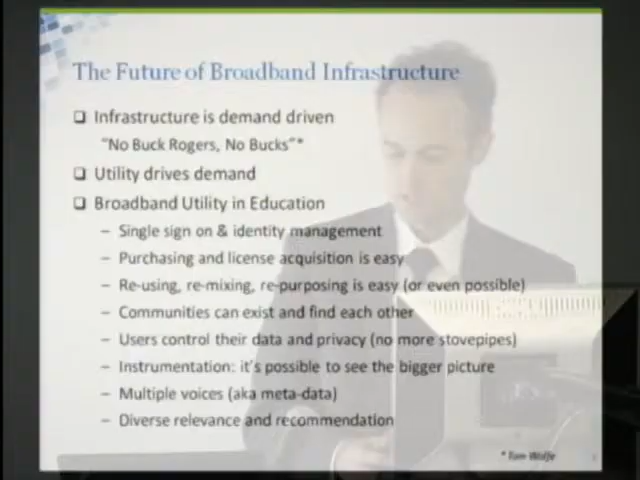 The Future of Broadband Infrastructure
❑ Infrastructure is demand driven
"No Buck Rogers, No Bucks"*
❑ Utility drives demand
❑ Broadband Utility in Education
– Single sign on & identity management
– Purchasing and license acquisition is easy
– Re-using, re-mixing, re-purposing is easy (or even possible)
– Communities can exist and find each other
– Users control their data and privacy (no more stovepipes)
– Instrumentation: it's possible to see the bigger picture
– Multiple voices (aka meta-data)
– Diverse relevance and recommendation
* Tom Wolfe